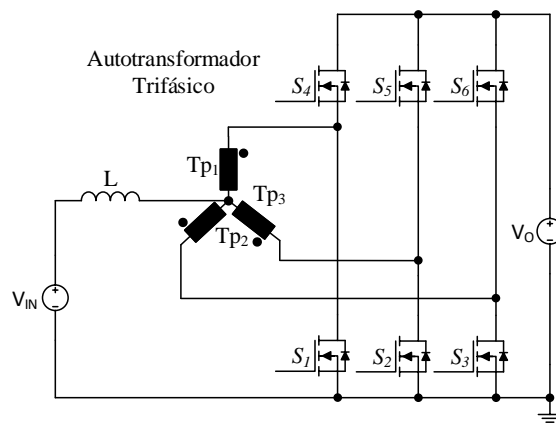 Autotransformador
Trifásico
S4
S5
S6
Tp1
L
Tp3
Tp2
VO
VIN
S1
S2
S3